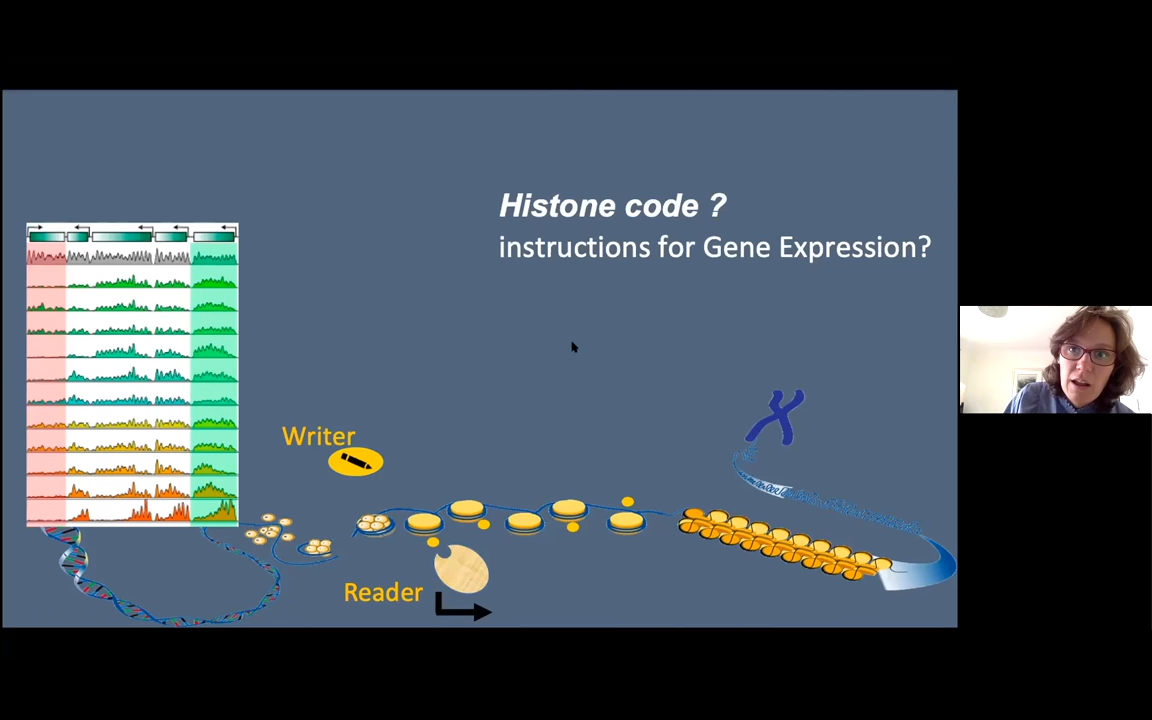 Histone code ?
instructions for Gene Expression?
Writer
Reader